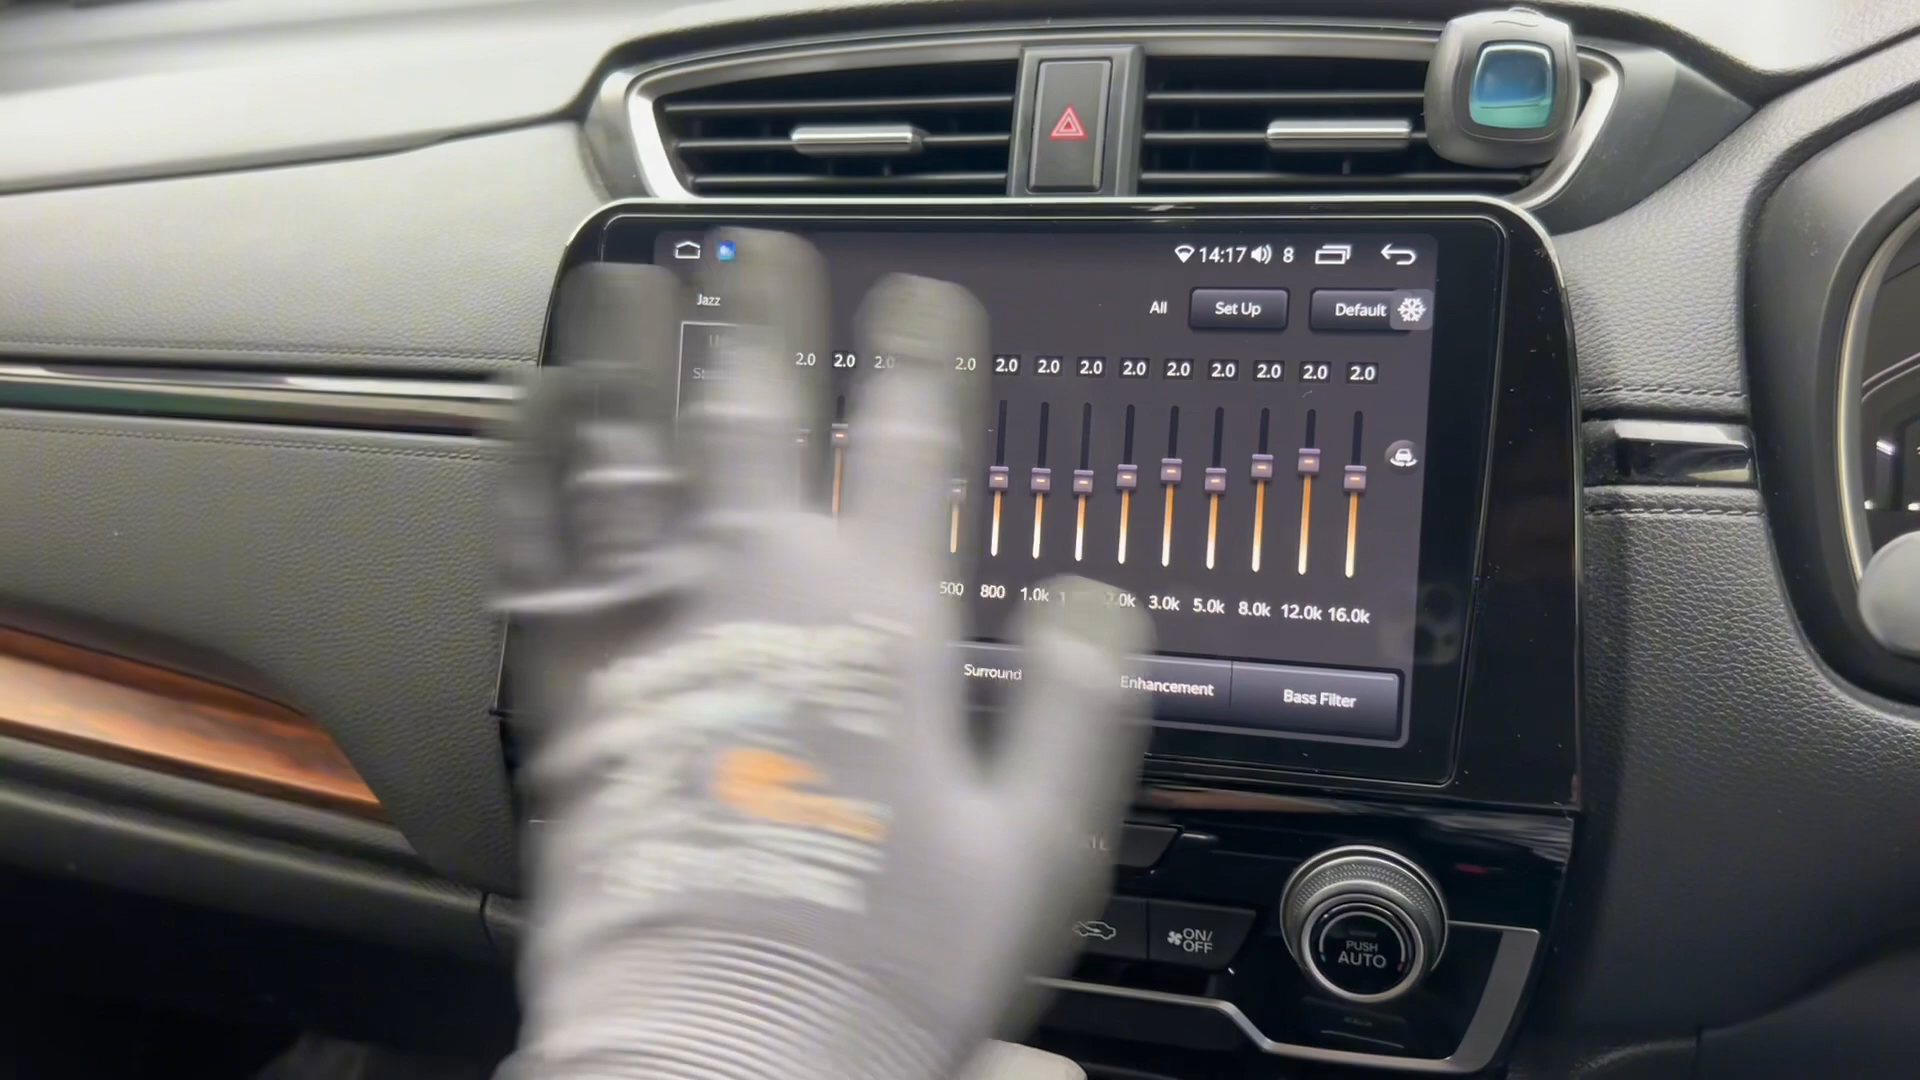 14:17 8
Jazz All Set Up Default
2.0 2.0 2.0 2.0 2.0 2.0 2.0 2.0 2.0 2.0 2.0 2.0 2.0
500 800 1.0k 2.0k 3.0k 5.0k 8.0k 12.0k 16.0k
Surround Enhancement Bass Filter
ON/
OFF
PUSH
AUTO